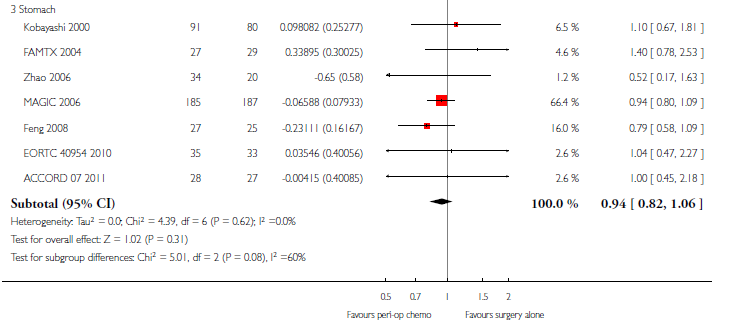 3 Stomach
Kobayashi 2000 91 80 0.098082 (0.25277) 6.5 % 1.10 [ 0.67, 1.81 ]
FAMTX 2004 27 29 0.33895 (0.30025) 4.6 % 1.40 [ 0.78, 2.53 ]
Zhao 2006 34 20 -0.65 (0.58) 1.2 % 0.52 [ 0.17, 1.63 ]
MAGIC 2006 185 187 -0.06588 (0.07933) 66.4 % 0.94 [ 0.80, 1.09 ]
Feng 2008 27 25 -0.23111 (0.16167) 16.0 % 0.79 [ 0.58, 1.09 ]
EORTC 40954 2010 35 33 0.03546 (0.40056) 2.6 % 1.04 [ 0.47, 2.27 ]
ACCORD 07 2011 28 27 -0.00415 (0.40085) 2.6 % 1.00 [ 0.45, 2.18 ]
Subtotal (95% CI) 100.0 % 0.94 [ 0.82, 1.06 ]
Heterogeneity: Tau² = 0.0; Chi² = 4.39, df = 6 (P = 0.62); I² =0.0%
Test for overall effect: Z = 1.02 (P = 0.31)
Test for subgroup differences: Chi² = 5.01, df = 2 (P = 0.08), I² =60%
0.5 0.7 1 1.5 2
Favours peri-op chemo Favours surgery alone